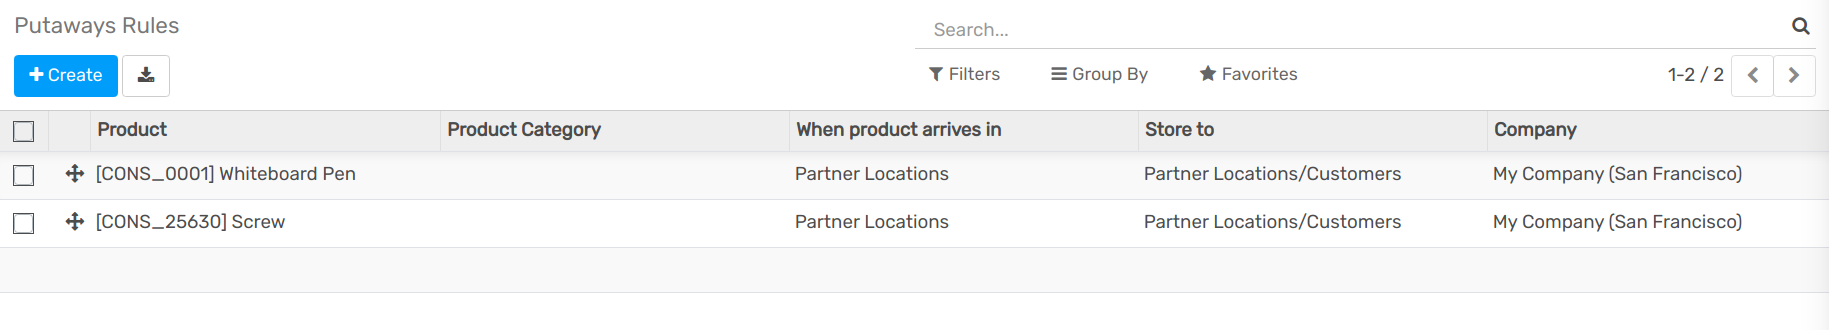 Putaways Rules
Search...
Create
Filters Group By Favorites 1-2 / 2
Product Product Category When product arrives in Store to Company
[CONS_0001] Whiteboard Pen Partner Locations Partner Locations/Customers My Company (San Francisco)
[CONS_25630] Screw Partner Locations Partner Locations/Customers My Company (San Francisco)